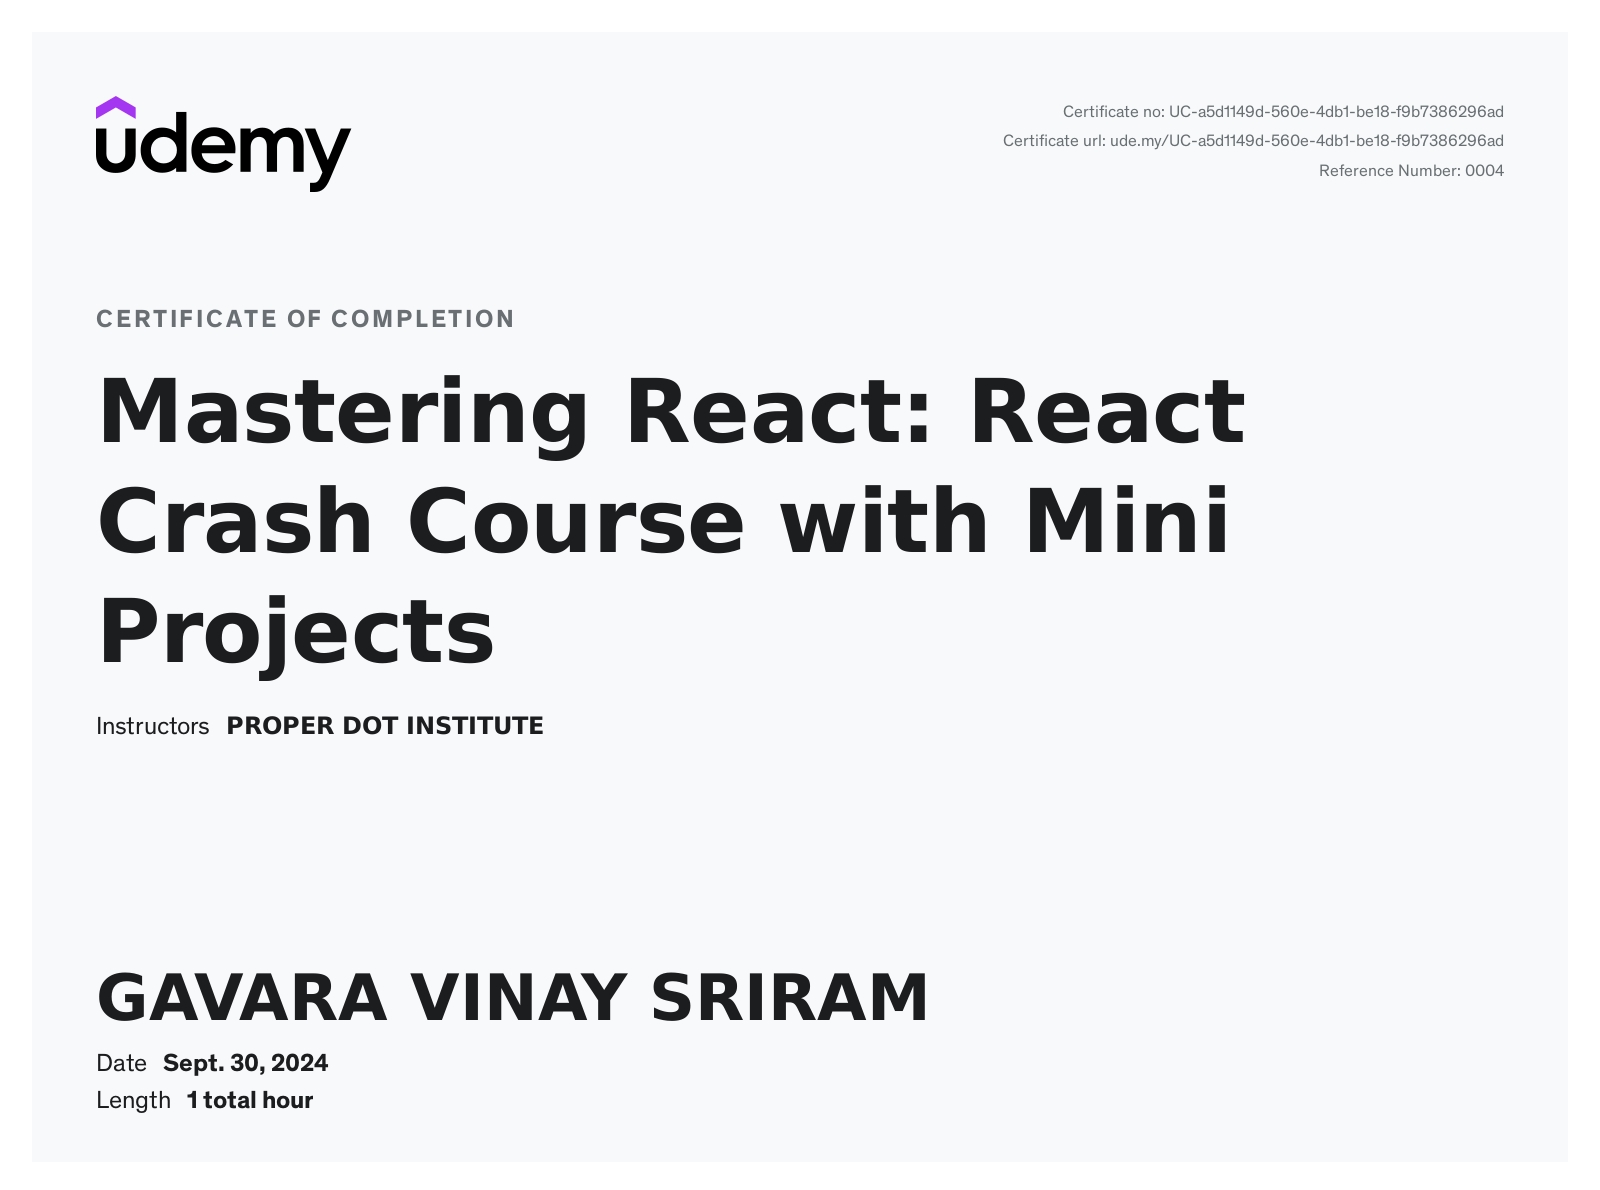 udemy
Certificate no: UC-a5d1149d-560e-4db1-be18-f9b7386296ad
Certificate url: ude.my/UC-a5d1149d-560e-4db1-be18-f9b7386296ad
Reference Number: 0004
CERTIFICATE OF COMPLETION
Mastering React: React
Crash Course with Mini
Projects
Instructors PROPER DOT INSTITUTE
GAVARA VINAY SRIRAM
Date Sept. 30, 2024
Length 1 total hour